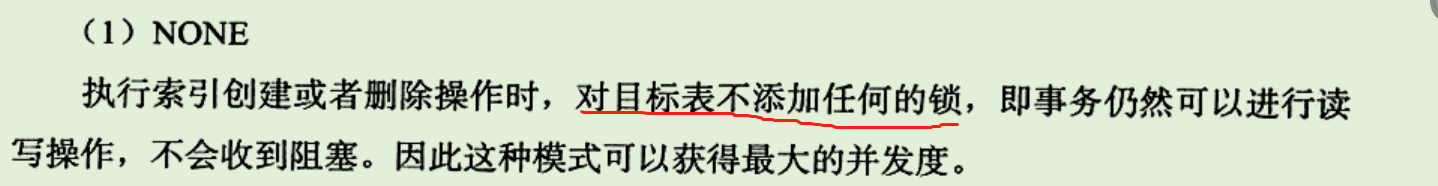 （1）NONE
执行索引创建或者删除操作时，对目标表不添加任何的锁，即事务仍然可以进行读
写操作，不会收到阻塞。因此这种模式可以获得最大的并发度。